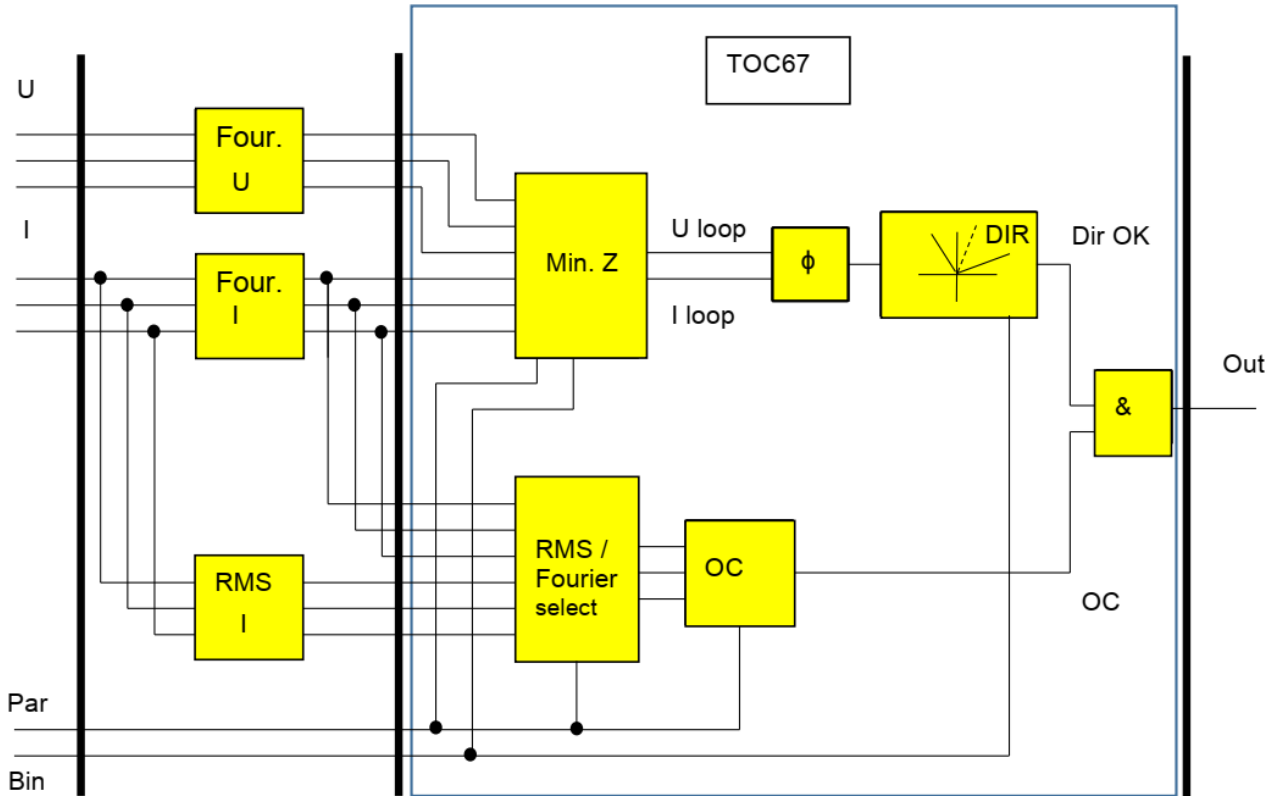 TOC67
U
Four.
U
I
Four.
I
Min. Z
U loop
I loop
ϕ
DIR
Dir OK
&
Out
RMS
I
RMS /
Fourier
select
OC
OC
Par
Bin